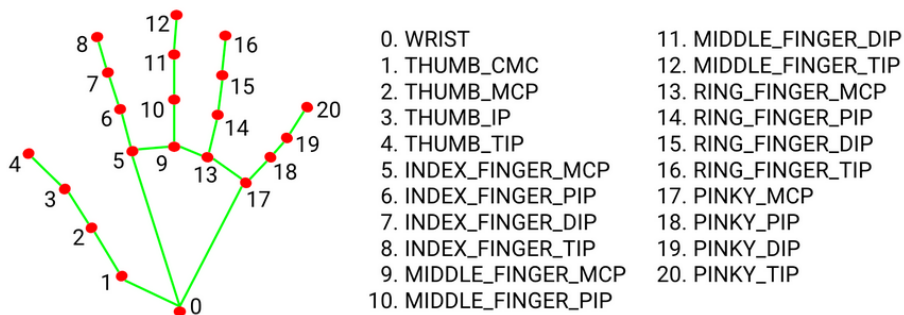 12
8
16
11
7
15
10
6
20
14
4
5
9
19
13
18
3
17
2
1
0
0. WRIST
1. THUMB_CMC
2. THUMB_MCP
3. THUMB_IP
4. THUMB_TIP
5. INDEX_FINGER_MCP
6. INDEX_FINGER_PIP
7. INDEX_FINGER_DIP
8. INDEX_FINGER_TIP
9. MIDDLE_FINGER_MCP
10. MIDDLE_FINGER_PIP
11. MIDDLE_FINGER_DIP
12. MIDDLE_FINGER_TIP
13. RING_FINGER_MCP
14. RING_FINGER_PIP
15. RING_FINGER_DIP
16. RING_FINGER_TIP
17. PINKY_MCP
18. PINKY_PIP
19. PINKY_DIP
20. PINKY_TIP